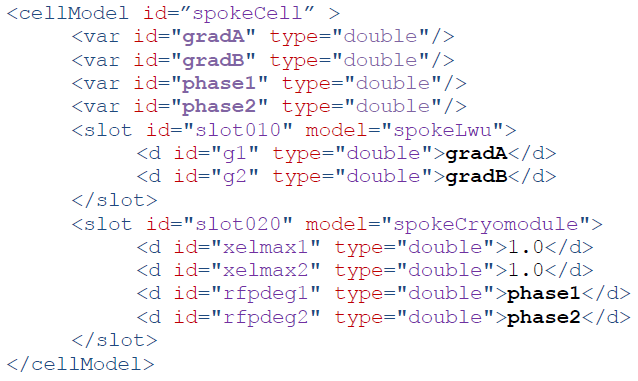 <cellModel id=”spokeCell” >
<var id="gradA" type="double"/>
<var id="gradB" type="double"/>
<var id="phase1" type="double"/>
<var id="phase2" type="double"/>
<slot id="slot010" model="spokeLwu">
<d id="g1" type="double">gradA</d>
<d id="g2" type="double">gradB</d>
</slot>
<slot id="slot020" model="spokeCryomodule">
<d id="xelmax1" type="double">1.0</d>
<d id="xelmax2" type="double">1.0</d>
<d id="rfpdeg1" type="double">phase1</d>
<d id="rfpdeg2" type="double">phase2</d>
</slot>
</cellModel>